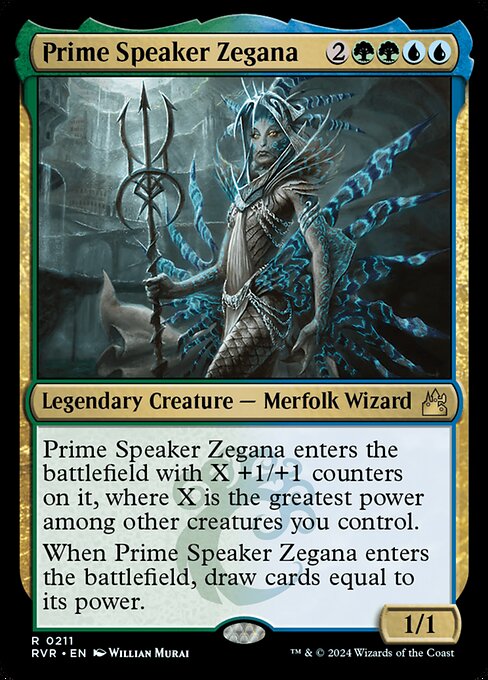 Prime Speaker Zegana 2
Legendary Creature — Merfolk Wizard
Prime Speaker Zegana enters the
battlefield with X +1/+1 counters
on it, where X is the greatest power
among other creatures you control.
When Prime Speaker Zegana enters
the battlefield, draw cards equal to
its power.
1/1
R 0211
RVR • EN Willian Murai
™ & © 2024 Wizards of the Coast